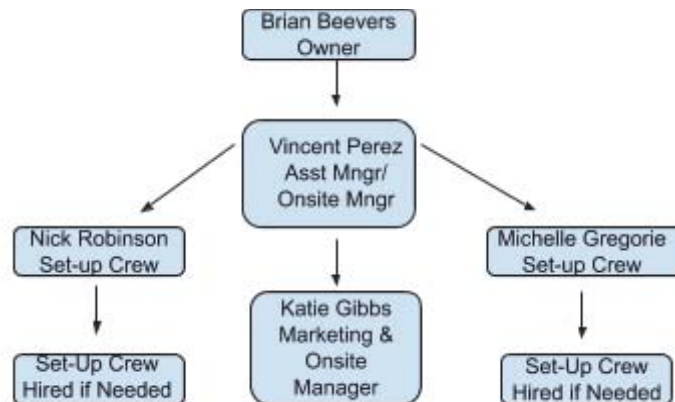 Brian Beevers
Owner
Vincent Perez
Asst Mngr/
Onsite Mngr
Nick Robinson
Set-up Crew
Michelle Gregorie
Set-up Crew
Katie Gibbs
Marketing &
Onsite
Manager
Set-Up Crew
Hired if Needed
Set-Up Crew
Hired if Needed